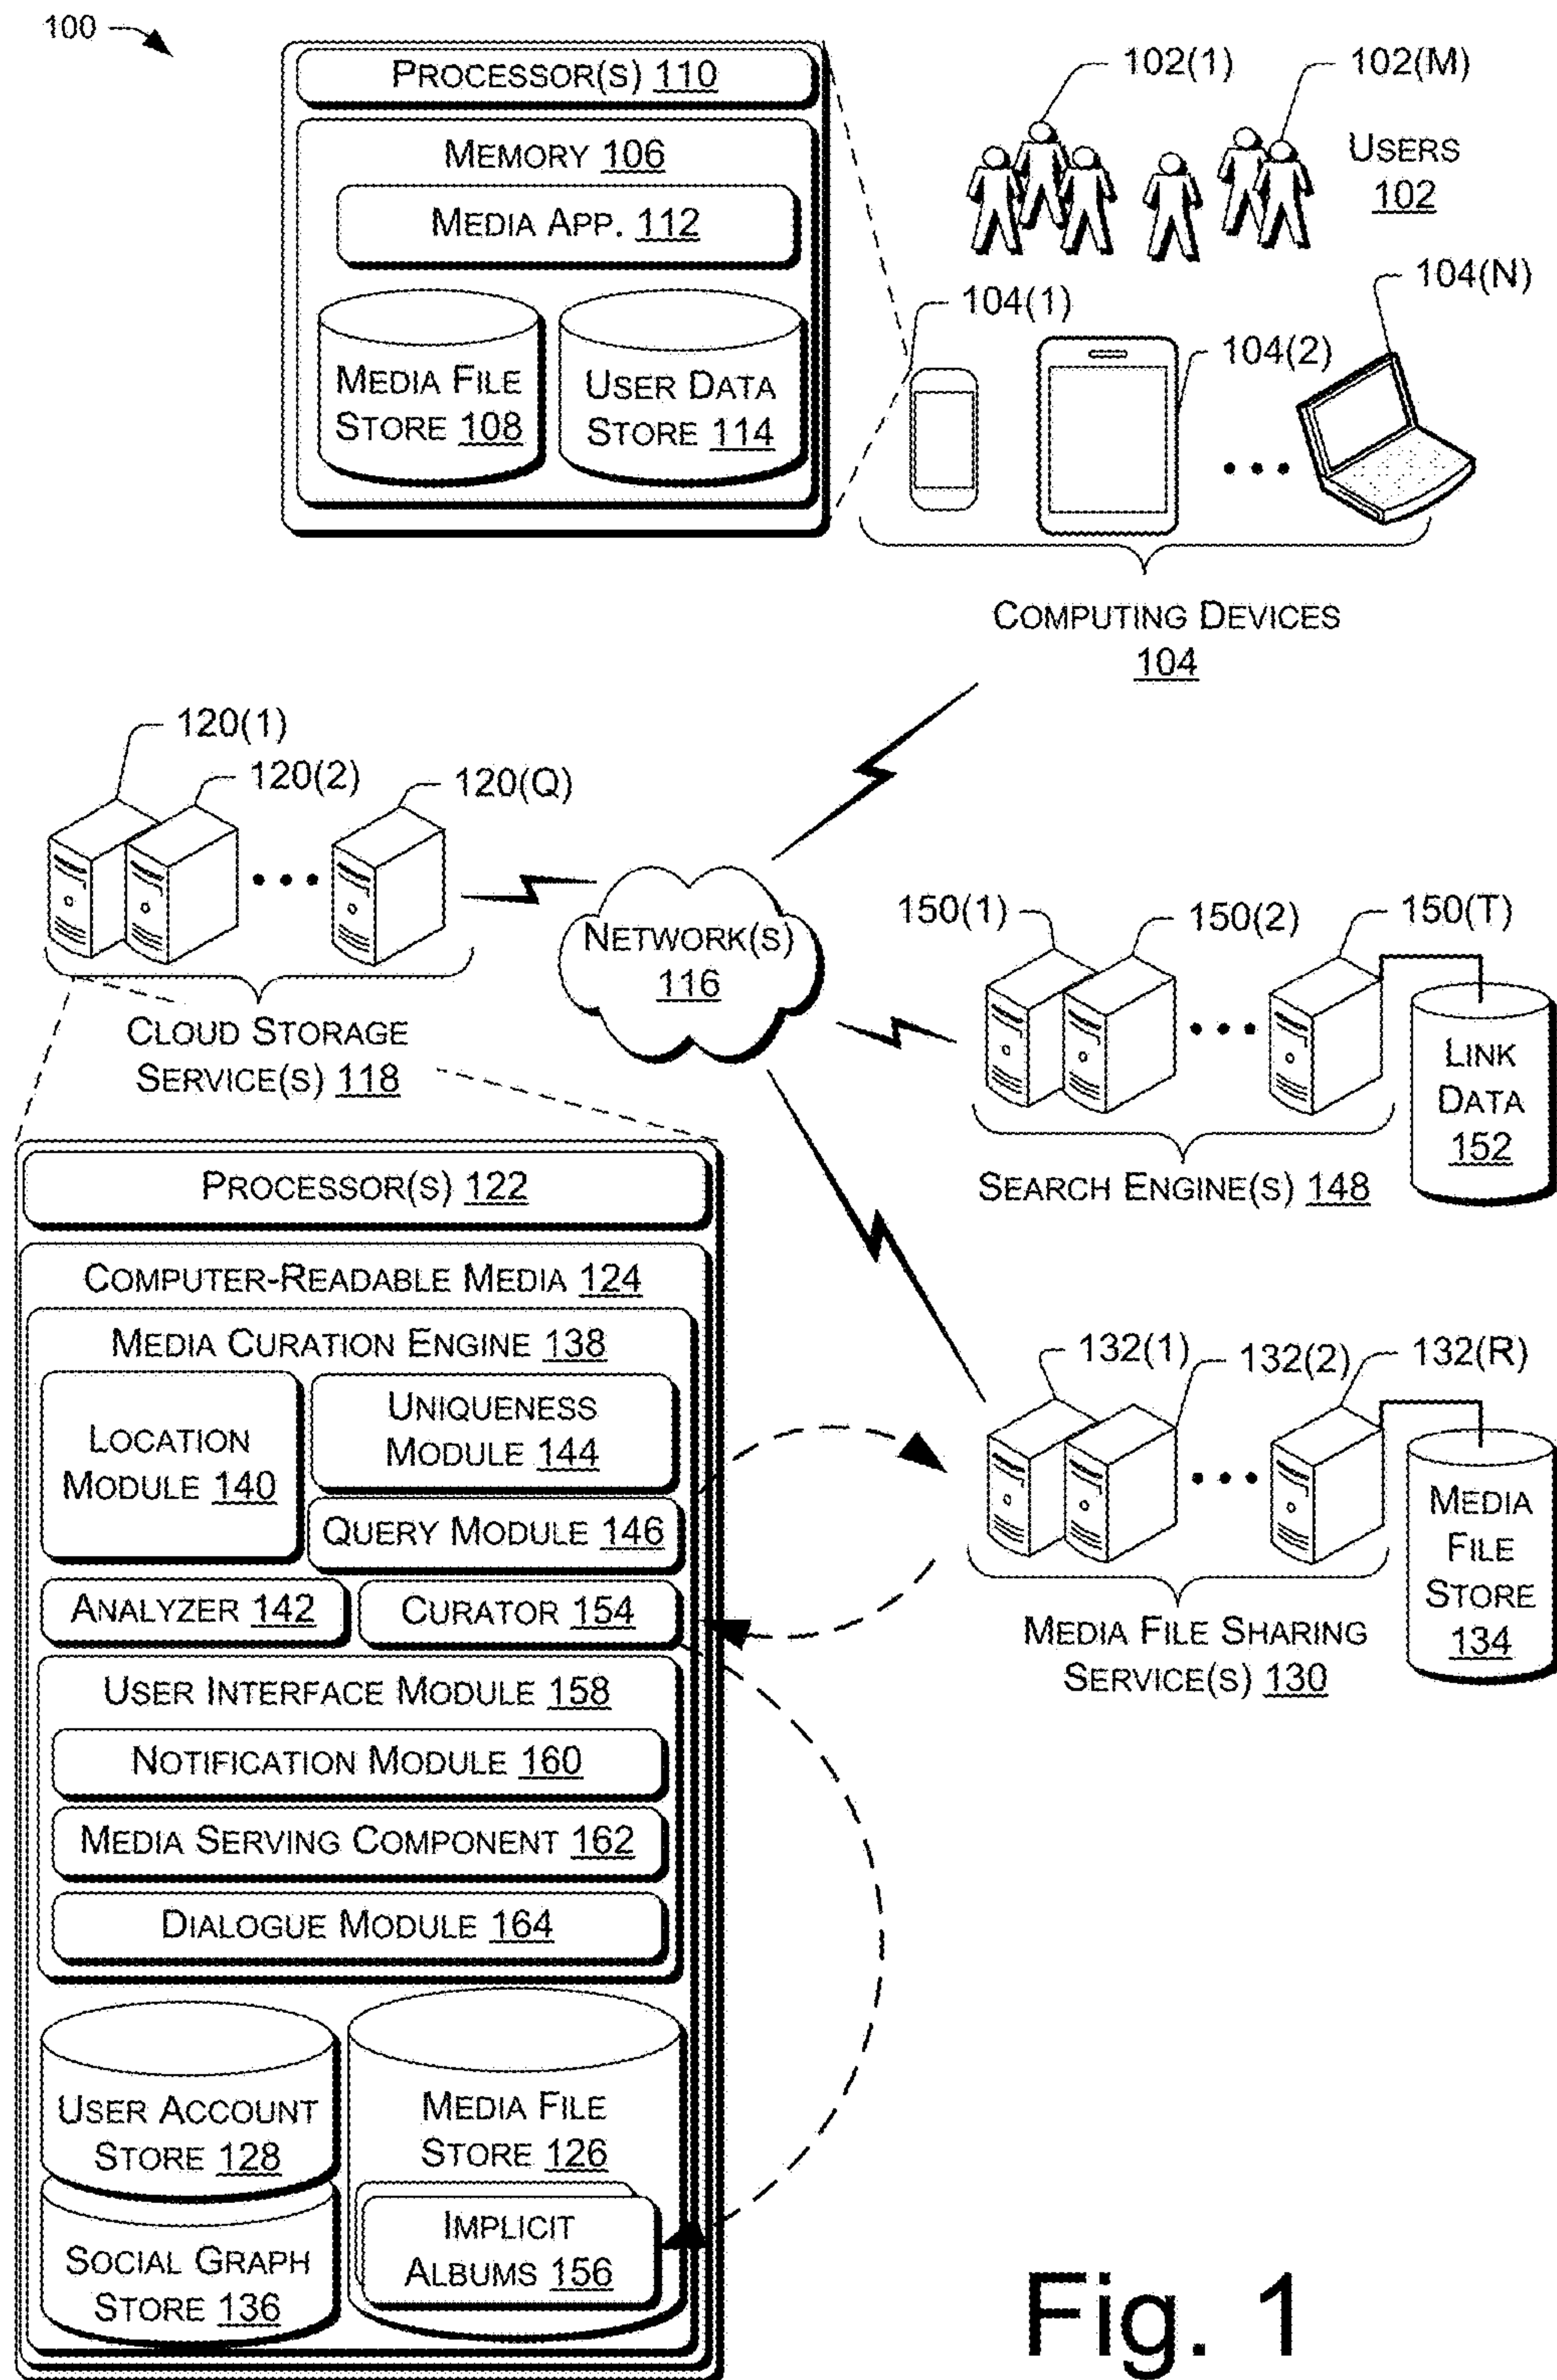 100
PROCESSOR(S) 110
MEMORY 106
MEDIA APP. 112
MEDIA FILE
STORE 108
USER DATA
STORE 114
102(1)
102(M)
USERS
102
104(1)
104(2)
104(N)
COMPUTING DEVICES
104
120(1)
120(2)
120(Q)
CLOUD STORAGE
SERVICE(S) 118
NETWORK(S)
116
150(1)
150(2)
150(T)
LINK
DATA
152
SEARCH ENGINE(S) 148
PROCESSOR(S) 122
COMPUTER-READABLE MEDIA 124
MEDIA CURATION ENGINE 138
LOCATION
MODULE 140
UNIQUENESS
MODULE 144
QUERY MODULE 146
ANALYZER 142
CURATOR 154
USER INTERFACE MODULE 158
NOTIFICATION MODULE 160
MEDIA SERVING COMPONENT 162
DIALOGUE MODULE 164
USER ACCOUNT
STORE 128
SOCIAL GRAPH
STORE 136
MEDIA FILE
STORE 126
IMPLICIT
ALBUMS 156
132(1)
132(2)
132(R)
MEDIA
FILE
STORE
134
MEDIA FILE SHARING
SERVICE(S) 130
Fig. 1